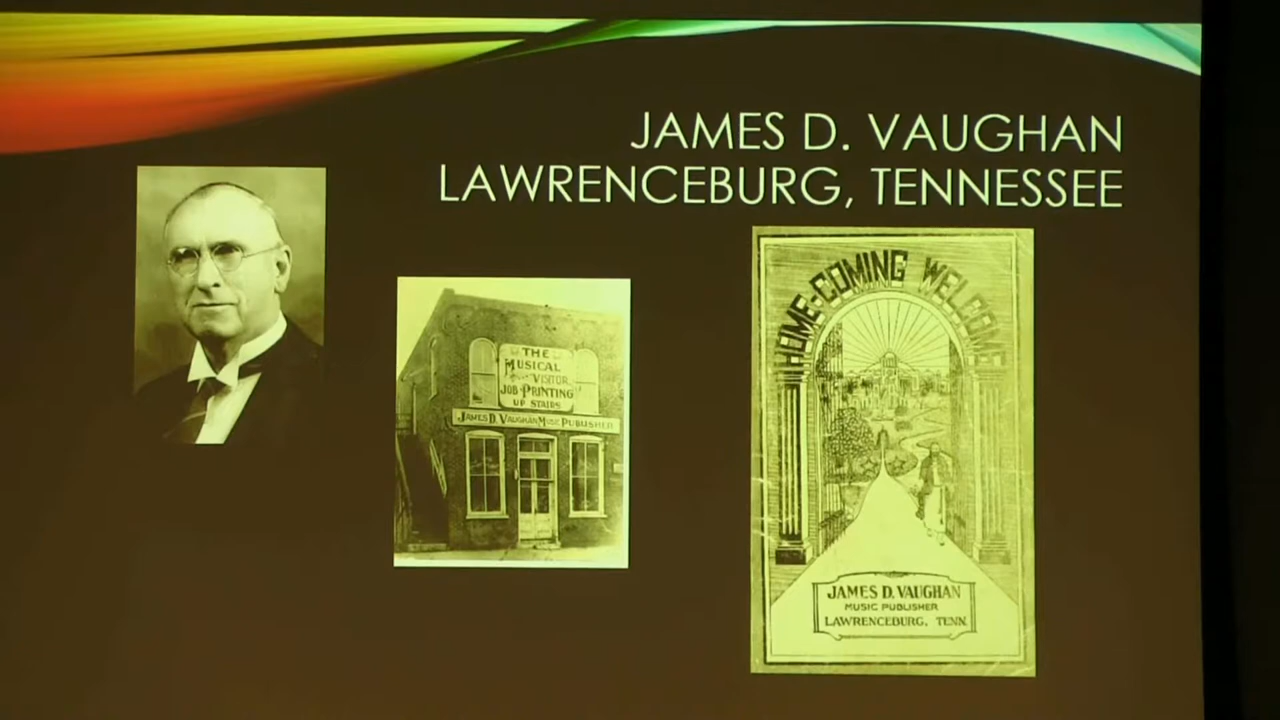 JAMES D. VAUGHAN
LAWRENCEBURG, TENNESSEE
THE
MUSICAL
VISITOR
JOB PRINTING
UP STAIRS
JAMES D. VAUGHAN MUSIC PUBLISHER
HOME-COMING WELCOME
JAMES D. VAUGHAN
MUSIC PUBLISHER
LAWRENCEBURG, TENN.